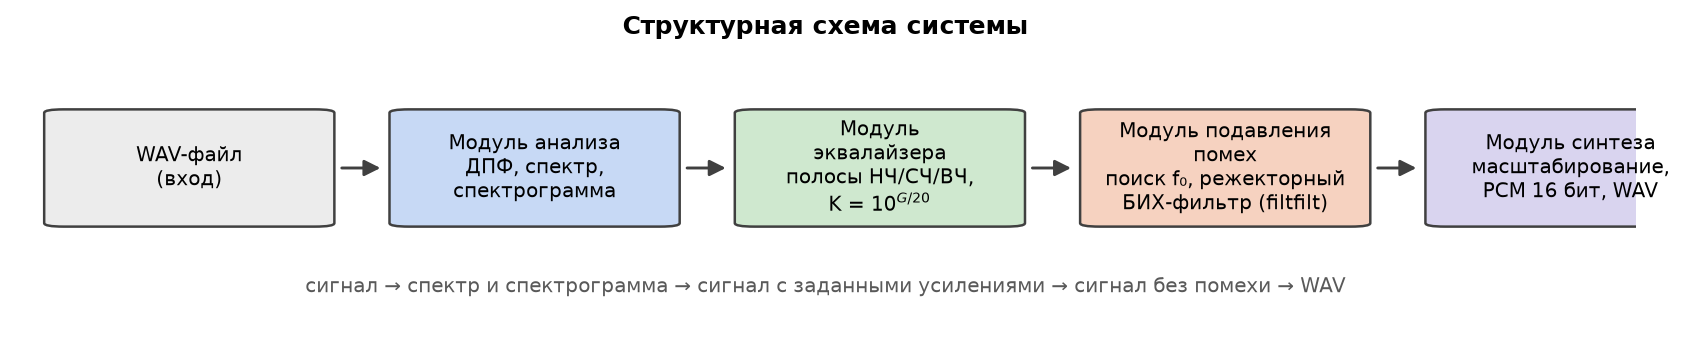 Структурная схема системы
WAV-файл
(вход)
Модуль анализа
ДПФ, спектр,
спектрограмма
Модуль
эквалайзера
полосы НЧ/СЧ/ВЧ,
K = 10^{G/20}
Модуль подавления
помех
поиск f₀, режекторный
БИХ-фильтр (filtfilt)
Модуль синтеза
масштабирование,
PCM 16 бит, WAV
сигнал → спектр и спектрограмма → сигнал с заданными усилениями → сигнал без помехи → WAV